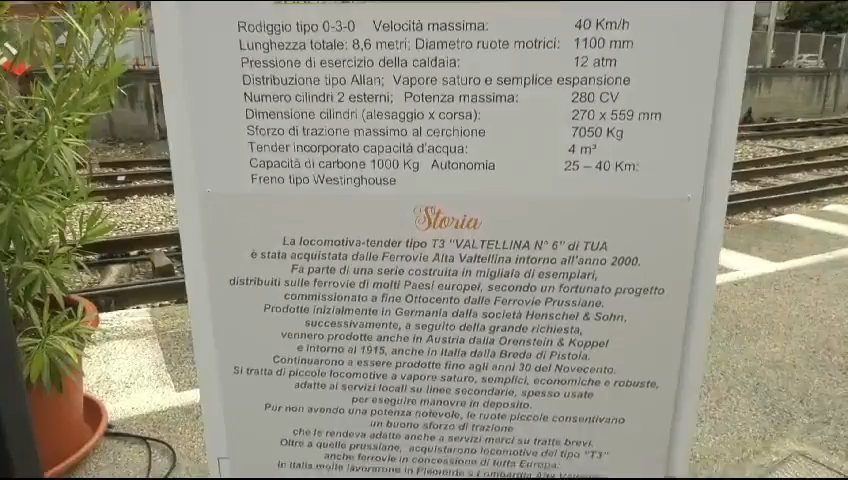 Rodiggio tipo 0-3-0 Velocità massima: 40 Km/h
Lunghezza totale: 8,6 metri; Diametro ruote motrici: 1100 mm
Pressione di esercizio della caldaia: 12 atm
Distribuzione tipo Allan; Vapore saturo e semplice espansione
Numero cilindri 2 esterni; Potenza massima: 280 CV
Dimensione cilindri (alesaggio x corsa): 270 x 559 mm
Sforzo di trazione massimo al cerchione 7050 Kg
Tender incorporato capacità d'acqua: 4 m³
Capacità di carbone 1000 Kg Autonomia 25 – 40 Km:
Freno tipo Westinghouse
Storia
La locomotiva-tender tipo T3 "VALTELLINA N° 6" di TUA
è stata acquistata dalle Ferrovie Alta Valtellina intorno all'anno 2000.
Fa parte di una serie costruita in migliaia di esemplari,
distribuiti sulle ferrovie di molti Paesi europei, secondo un fortunato progetto
commissionato a fine Ottocento dalle Ferrovie Prussiane.
Prodotte inizialmente in Germania dalla società Henschel & Sohn,
successivamente, a seguito della grande richiesta,
vennero prodotte anche in Austria dalla Orenstein & Koppel
e intorno al 1915, anche in Italia dalla Breda di Pistoia.
Continuarono a essere prodotte fino agli anni 30 del Novecento.
Si tratta di piccole locomotive a vapore saturo, semplici, economiche e robuste,
adatte ai servizi locali su linee secondarie, spesso usate
per eseguire manovre in deposito.
Pur non avendo una potenza notevole, le ruote piccole consentivano
un buono sforzo di trazione
che le rendeva adatte anche a servizi merci su tratte brevi.
Oltre a quelle prussiane, acquistarono locomotive del tipo "T3"
anche ferrovie in concessione di tutta Europa.
In Italia molte lavorarono in Piemonte e Lombardia